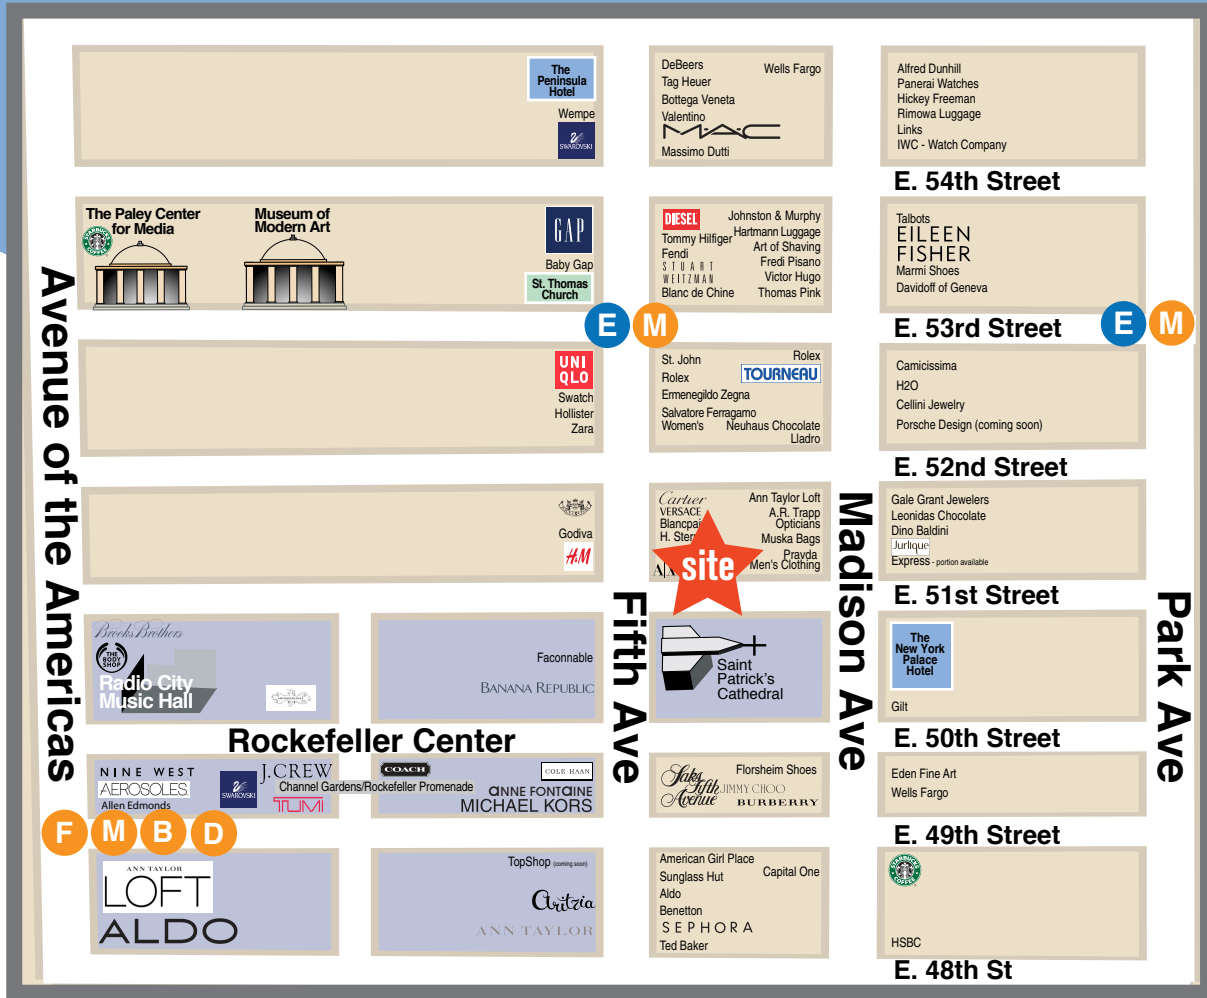 The
Peninsula
Hotel
Wempe
SWAROVSKI
DeBeers
Wells Fargo
Tag Heuer
Bottega Veneta
Valentino
M·A·C
Massimo Dutti
Alfred Dunhill
Panerai Watches
Hickey Freeman
Rimowa Luggage
Links
IWC - Watch Company
E. 54th Street
The Paley Center
for Media
STARBUCKS COFFEE
Museum of
Modern Art
GAP
Baby Gap
St. Thomas
Church
DIESEL
Tommy Hilfiger
Fendi
STUART
WEITZMAN
Blanc de Chine
Johnston & Murphy
Hartmann Luggage
Art of Shaving
Fredi Pisano
Victor Hugo
Thomas Pink
Talbots
EILEEN
FISHER
Marmi Shoes
Davidoff of Geneva
E M
E. 53rd Street
E M
UNI
QLO
Swatch
Hollister
Zara
St. John
Rolex
Ermenegildo Zegna
Salvatore Ferragamo
Women's
Rolex
TOURNEAU
Neuhaus Chocolate
Lladro
Camicissima
H2O
Cellini Jewelry
Porsche Design (coming soon)
E. 52nd Street
Godiva
H&M
Cartier
VERSACE
Blancpai
H. Ster
A|X
Ann Taylor Loft
A.R. Trapp
Opticians
Muska Bags
Pravda
Men's Clothing
site
Gale Grant Jewelers
Leonidas Chocolate
Dino Baldini
Jurlique
Express - portion available
E. 51st Street
Avenue of the Americas
Fifth Ave
Madison Ave
Park Ave
Brooks Brothers
THE
BODY
SHOP
Radio City
Music Hall
Faconnable
BANANA REPUBLIC
Saint
Patrick's
Cathedral
The
New York
Palace
Hotel
Gilt
E. 50th Street
Rockefeller Center
NINE WEST
AEROSOLES
Allen Edmonds
SWAROVSKI
J.CREW
Channel Gardens/Rockefeller Promenade
TUMI
COACH
COLE·HAAN
ANNE FONTAINE
MICHAEL KORS
Saks
Fifth
Avenue
Florsheim Shoes
JIMMY CHOO
BURBERRY
Eden Fine Art
Wells Fargo
E. 49th Street
F M B D
ANN TAYLOR
LOFT
ALDO
TopShop (coming soon)
aritzia
ANN TAYLOR
American Girl Place
Sunglass Hut
Capital One
Aldo
Benetton
SEPHORA
Ted Baker
STARBUCKS COFFEE
HSBC
E. 48th St